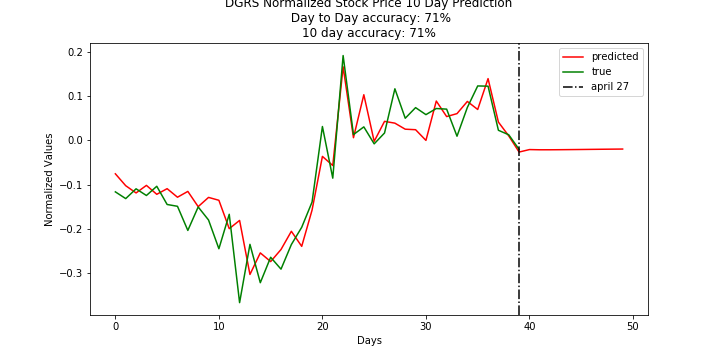 DGRS Normalized Stock Price 10 Day Prediction
Day to Day accuracy: 71%
10 day accuracy: 71%
predicted
true
april 27
Normalized Values
0.2
0.1
0.0
−0.1
−0.2
−0.3
0 10 20 30 40 50
Days